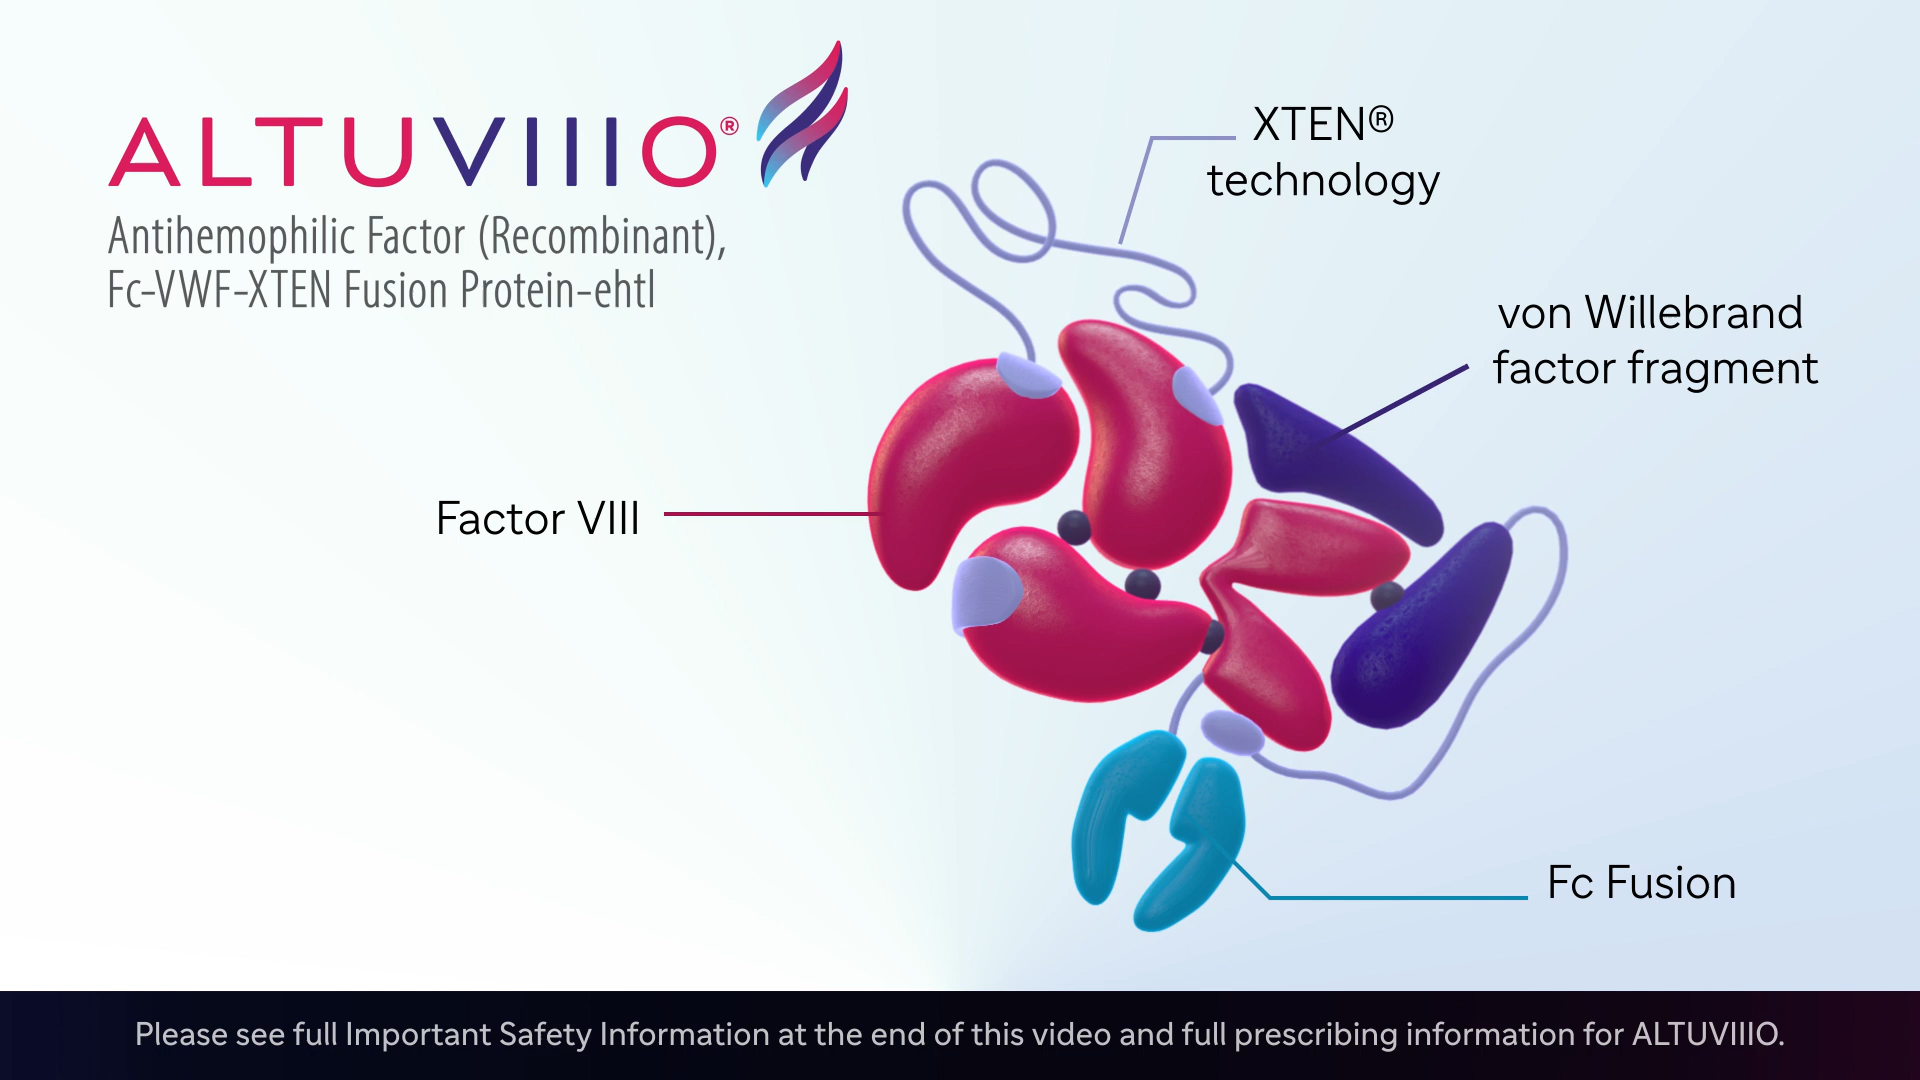 ALTUVIIIO®
Antihemophilic Factor (Recombinant),
Fc-VWF-XTEN Fusion Protein-ehtl
XTEN®
technology
von Willebrand
factor fragment
Factor VIII
Fc Fusion
Please see full Important Safety Information at the end of this video and full prescribing information for ALTUVIIIO.